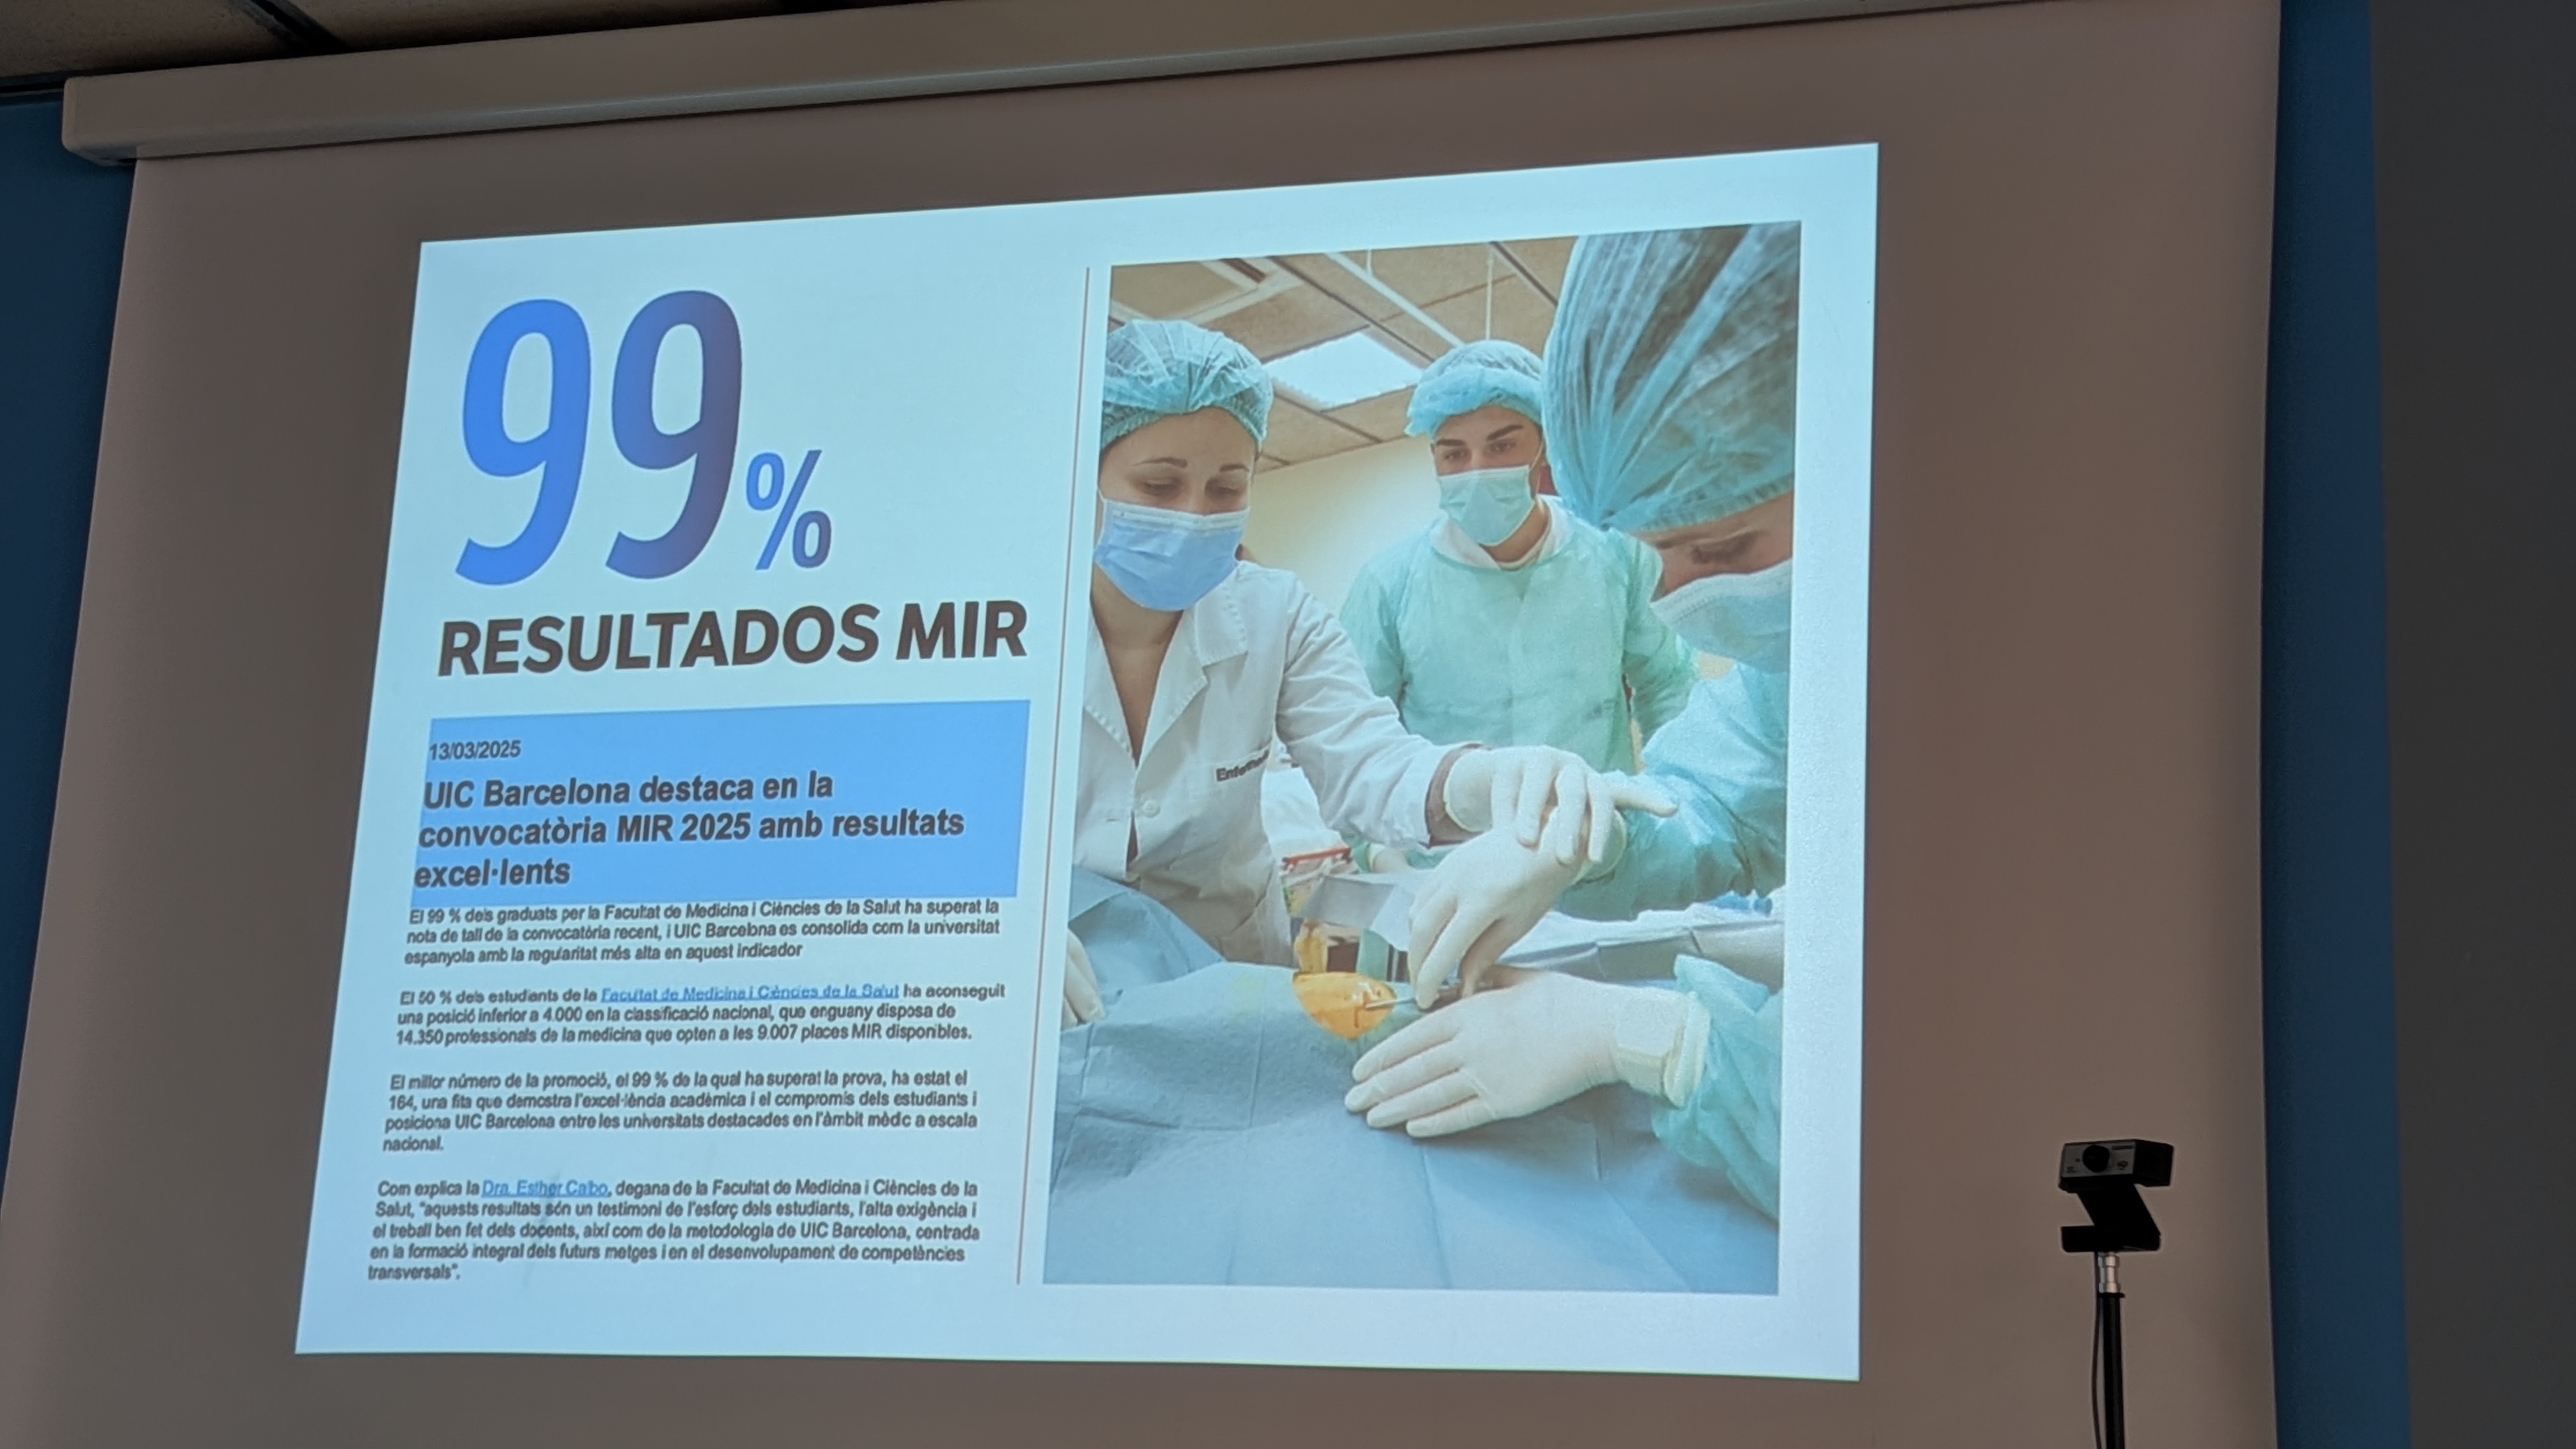 99%
RESULTADOS MIR
13/03/2025
UIC Barcelona destaca en la
convocatòria MIR 2025 amb resultats
excel·lents
El 99 % dels graduats per la Facultat de Medicina i Ciències de la Salut ha superat la
nota de tall de la convocatòria recent, i UIC Barcelona es consolida com la universitat
espanyola amb la regularitat més alta en aquest indicador
El 50 % dels estudiants de la Facultat de Medicina i Ciències de la Salut ha aconseguit
una posició inferior a 4.000 en la classificació nacional, que enguany disposa de
14.350 professionals de la medicina que opten a les 9.007 places MIR disponibles.
El millor número de la promoció, el 99 % de la qual ha superat la prova, ha estat el
164, una fita que demostra l'excel·lència acadèmica i el compromís dels estudiants i
posiciona UIC Barcelona entre les universitats destacades en l'àmbit mèdic a escala
nacional.
Com explica la Dra. Esther Calbo, degana de la Facultat de Medicina i Ciències de la
Salut, "aquests resultats són un testimoni de l'esforç dels estudiants, l'alta exigència i
el treball ben fet dels docents, així com de la metodologia de UIC Barcelona, centrada
en la formació integral dels futurs metges i en el desenvolupament de competències
transversals".